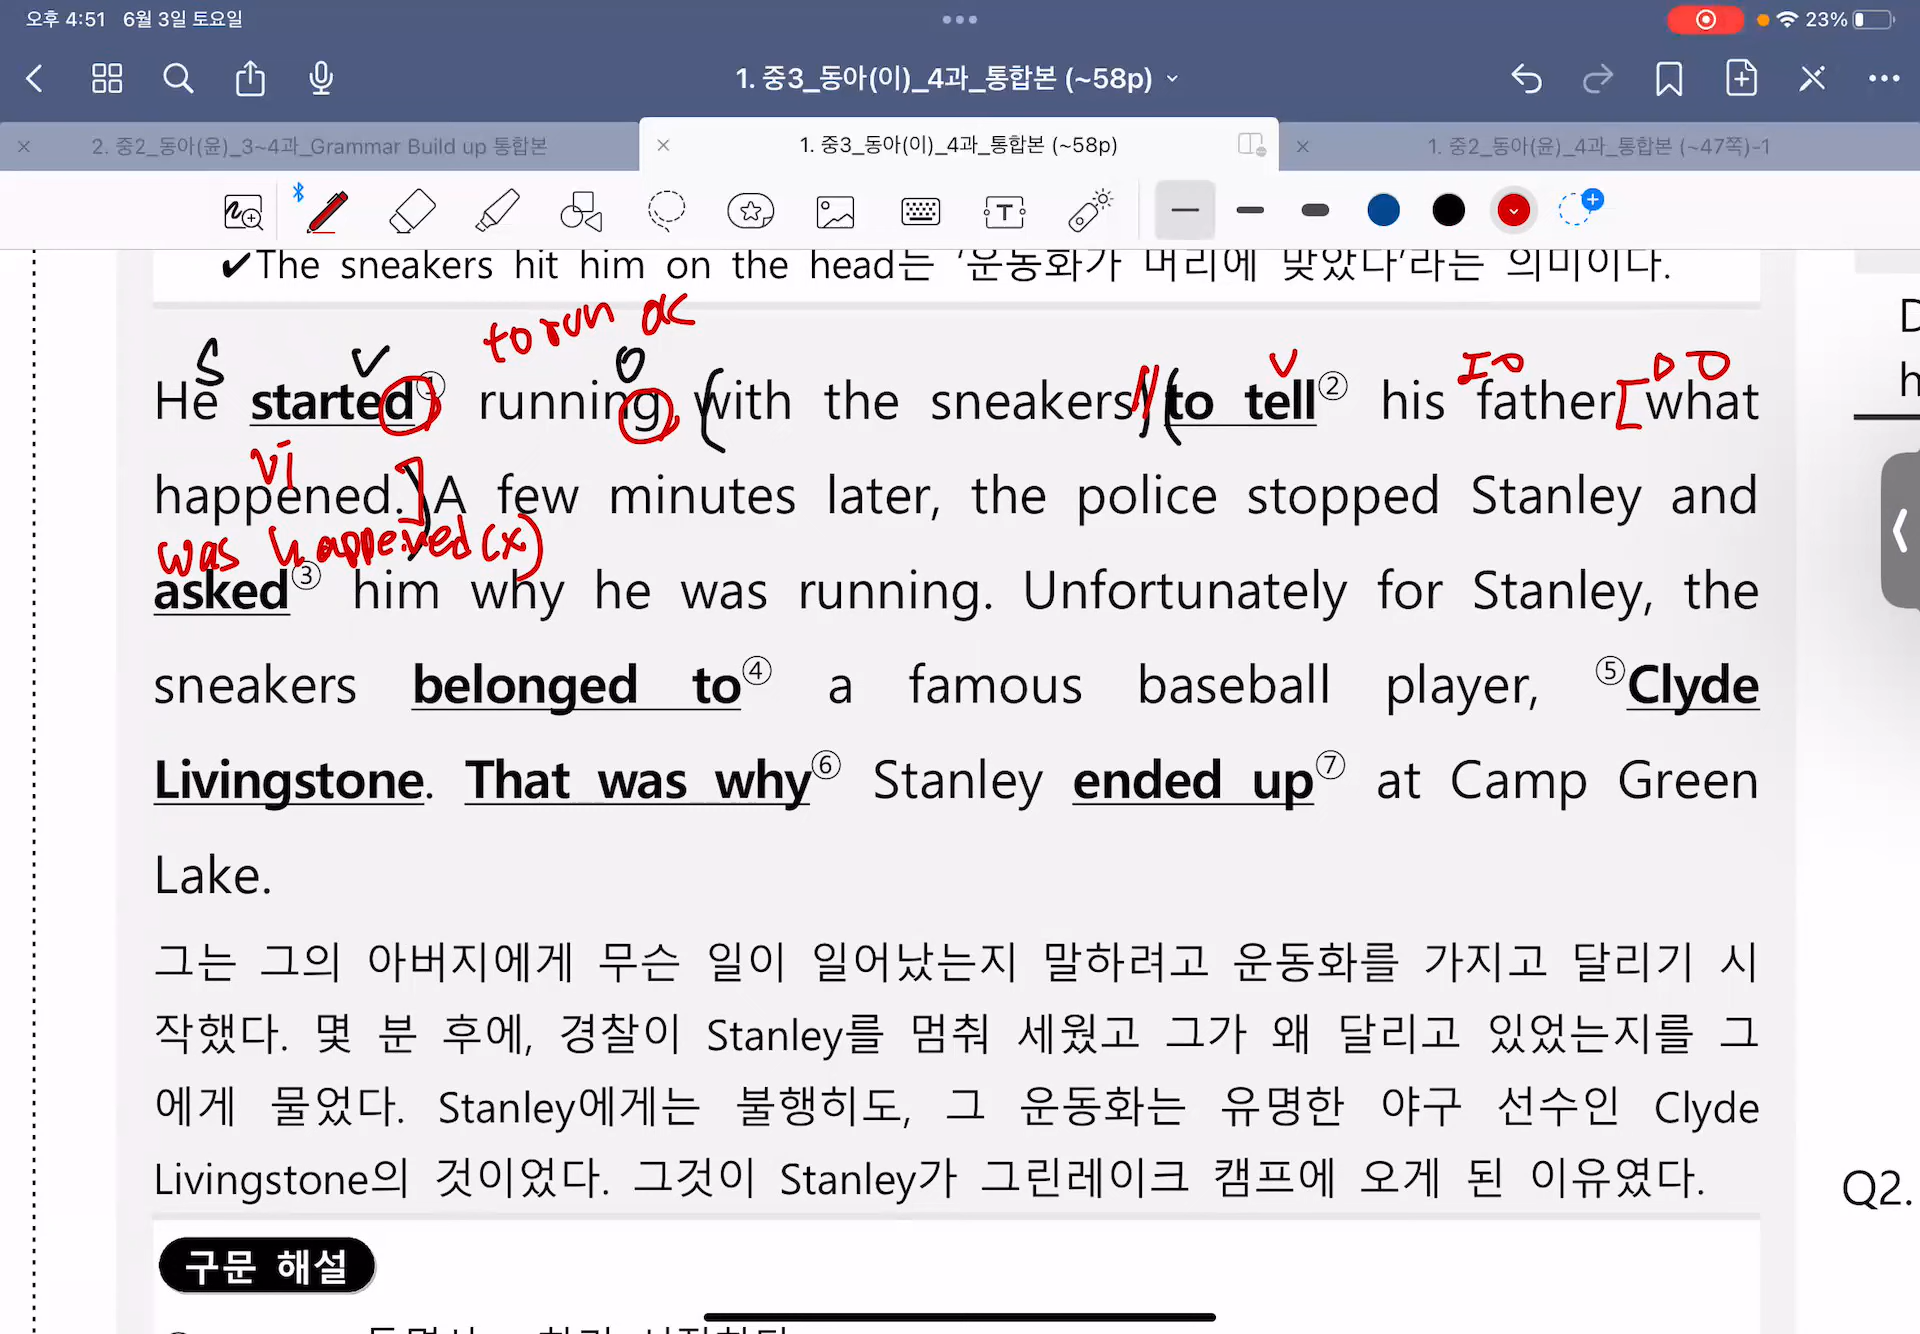 오후 4:51 6월 3일 토요일
23%
1. 중3_동아(이)_4과_통합본 (~58p)
2. 중2_동아(윤)_3~4과_Grammar Build up 통합본
1. 중3_동아(이)_4과_통합본 (~58p)
1. 중2_동아(윤)_4과_통합본 (~47쪽)-1
✔The sneakers hit him on the head는 ‘운동화가 머리에 맞았다’라는 의미이다.
to run ok
S V O V IO DO
He started① running with the sneakers to tell② his father what
vi
happened. A few minutes later, the police stopped Stanley and
was happened (x)
asked③ him why he was running. Unfortunately for Stanley, the
sneakers belonged to④ a famous baseball player, ⑤Clyde
Livingstone. That was why⑥ Stanley ended up⑦ at Camp Green
Lake.
그는 그의 아버지에게 무슨 일이 일어났는지 말하려고 운동화를 가지고 달리기 시
작했다. 몇 분 후에, 경찰이 Stanley를 멈춰 세웠고 그가 왜 달리고 있었는지를 그
에게 물었다. Stanley에게는 불행히도, 그 운동화는 유명한 야구 선수인 Clyde
Livingstone의 것이었다. 그것이 Stanley가 그린레이크 캠프에 오게 된 이유였다.
Q2.
구문 해설